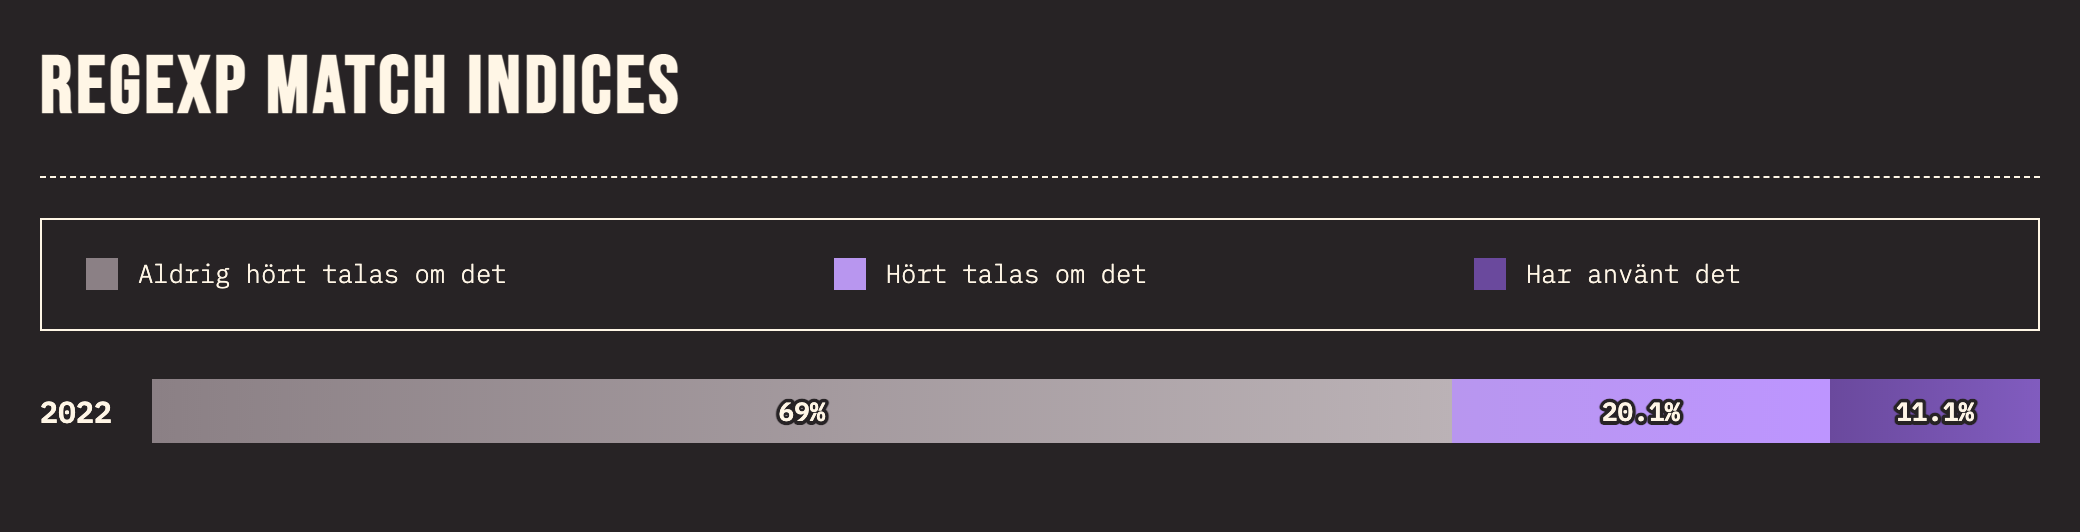 REGEXP MATCH INDICES
Aldrig hört talas om det
Hört talas om det
Har använt det
2022 69% 20.1% 11.1%